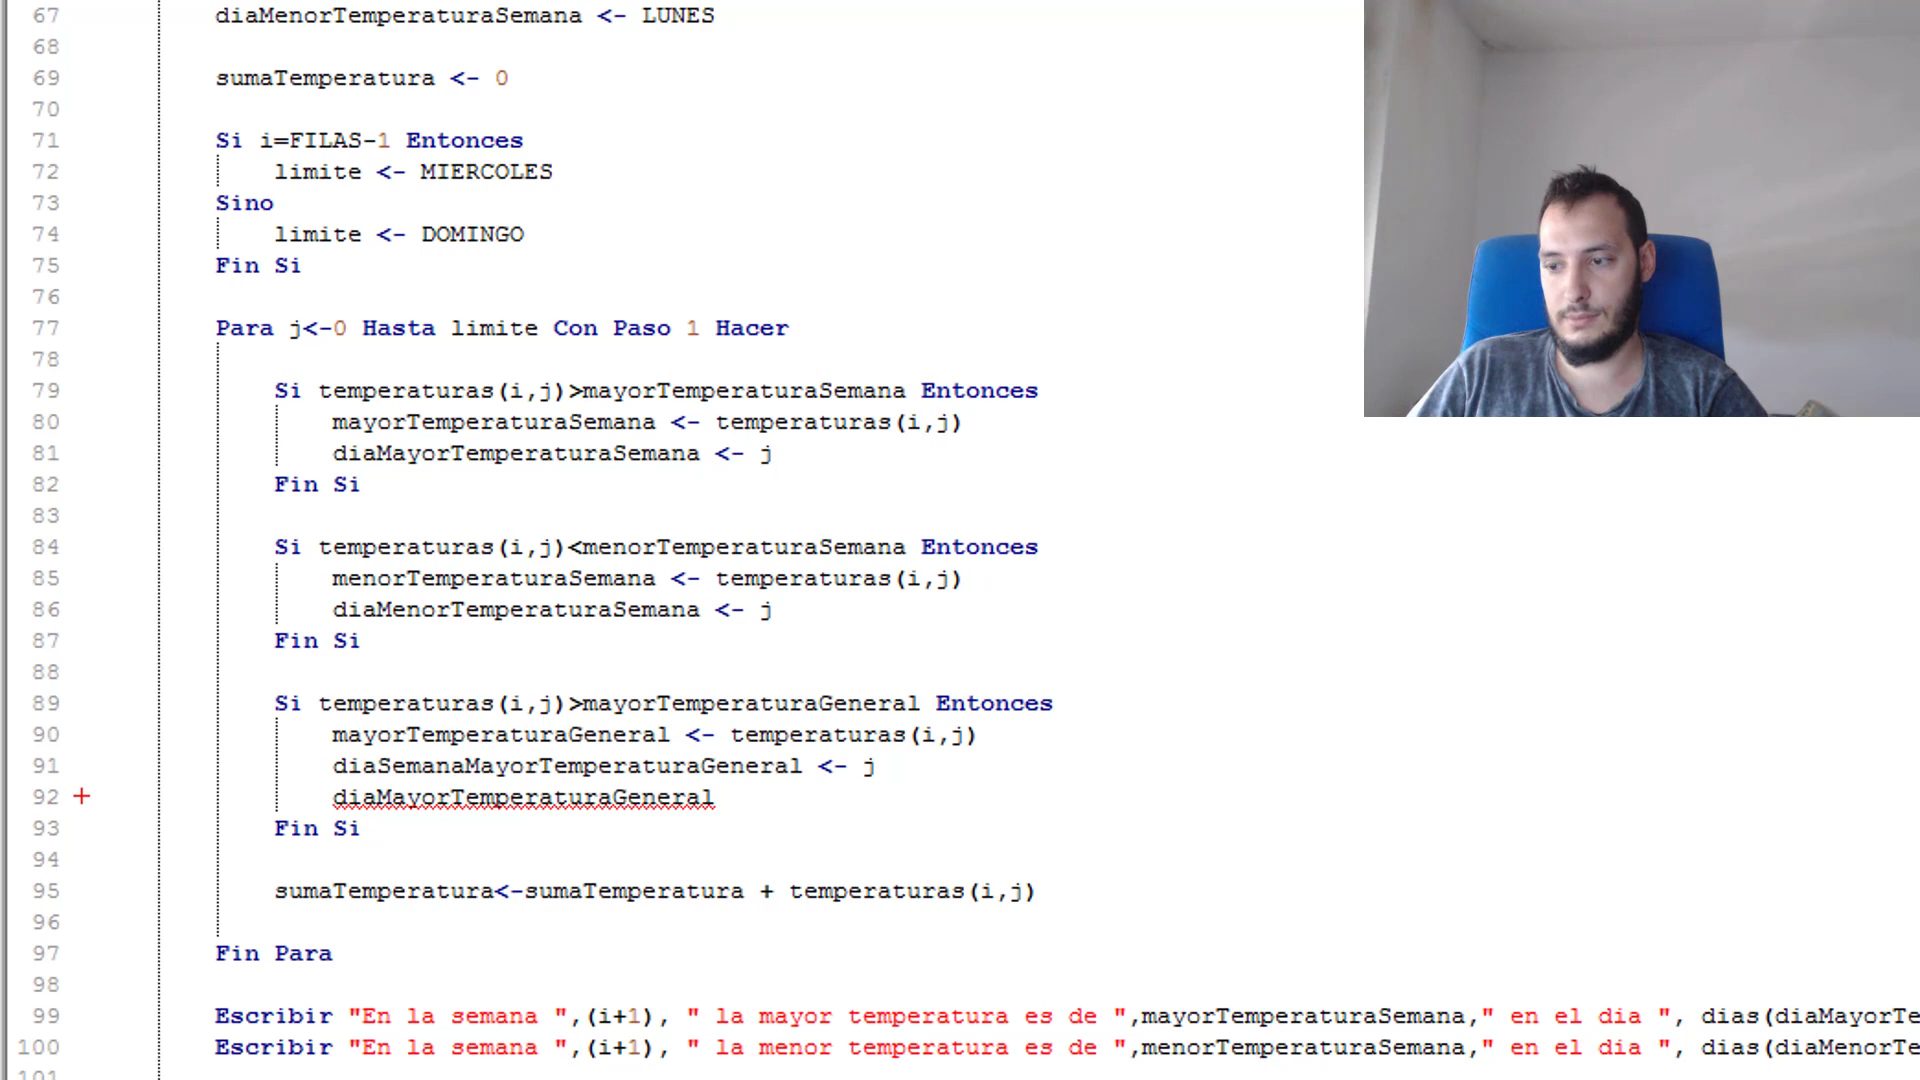 67 diaMenorTemperaturaSemana <- LUNES
68
69 sumaTemperatura <- 0
70
71 Si i=FILAS-1 Entonces
72 limite <- MIERCOLES
73 Sino
74 limite <- DOMINGO
75 Fin Si
76
77 Para j<-0 Hasta limite Con Paso 1 Hacer
78
79 Si temperaturas(i,j)>mayorTemperaturaSemana Entonces
80 mayorTemperaturaSemana <- temperaturas(i,j)
81 diaMayorTemperaturaSemana <- j
82 Fin Si
83
84 Si temperaturas(i,j)<menorTemperaturaSemana Entonces
85 menorTemperaturaSemana <- temperaturas(i,j)
86 diaMenorTemperaturaSemana <- j
87 Fin Si
88
89 Si temperaturas(i,j)>mayorTemperaturaGeneral Entonces
90 mayorTemperaturaGeneral <- temperaturas(i,j)
91 diaSemanaMayorTemperaturaGeneral <- j
92 + diaMayorTemperaturaGeneral
93 Fin Si
94
95 sumaTemperatura<-sumaTemperatura + temperaturas(i,j)
96
97 Fin Para
98
99 Escribir "En la semana ",(i+1), " la mayor temperatura es de ",mayorTemperaturaSemana," en el dia ", dias(diaMayorTe
100 Escribir "En la semana ",(i+1), " la menor temperatura es de ",menorTemperaturaSemana," en el dia ", dias(diaMenorTe
101